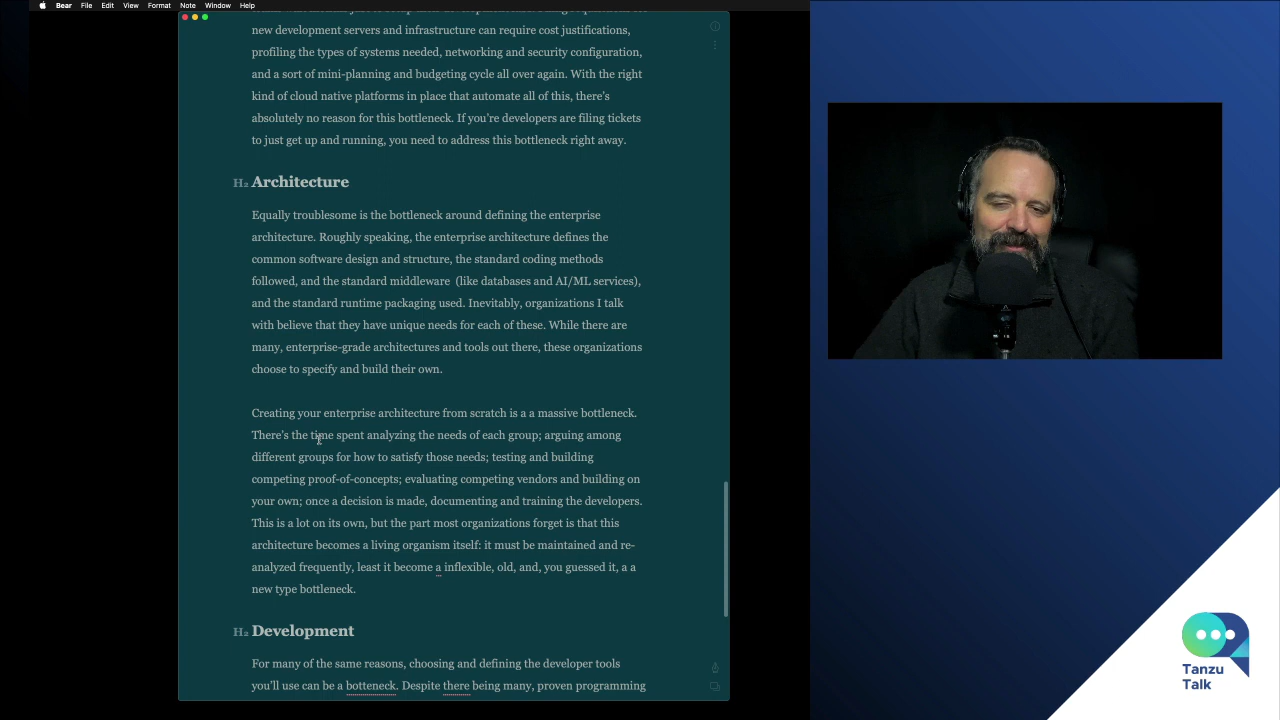 Bear File Edit View Format Note Window Help
new development servers and infrastructure can require cost justifications,
profiling the types of systems needed, networking and security configuration,
and a sort of mini-planning and budgeting cycle all over again. With the right
kind of cloud native platforms in place that automate all of this, there's
absolutely no reason for this bottleneck. If you're developers are filing tickets
to just get up and running, you need to address this bottleneck right away.
H2 Architecture
Equally troublesome is the bottleneck around defining the enterprise
architecture. Roughly speaking, the enterprise architecture defines the
common software design and structure, the standard coding methods
followed, and the standard middleware (like databases and AI/ML services),
and the standard runtime packaging used. Inevitably, organizations I talk
with believe that they have unique needs for each of these. While there are
many, enterprise-grade architectures and tools out there, these organizations
choose to specify and build their own.
Creating your enterprise architecture from scratch is a a massive bottleneck.
There's the time spent analyzing the needs of each group; arguing among
different groups for how to satisfy those needs; testing and building
competing proof-of-concepts; evaluating competing vendors and building on
your own; once a decision is made, documenting and training the developers.
This is a lot on its own, but the part most organizations forget is that this
architecture becomes a living organism itself: it must be maintained and re-
analyzed frequently, least it become a inflexible, old, and, you guessed it, a a
new type bottleneck.
H2 Development
For many of the same reasons, choosing and defining the developer tools
you'll use can be a botteneck. Despite there being many, proven programming
Tanzu
Talk